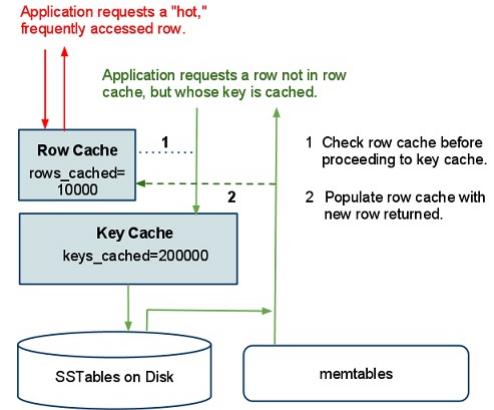 Application requests a "hot,"
frequently accessed row.
Application requests a row not in row
cache, but whose key is cached.
Row Cache
rows_cached=
10000
1
2
1 Check row cache before
proceeding to key cache.
2 Populate row cache with
new row returned.
Key Cache
keys_cached=200000
SSTables on Disk
memtables